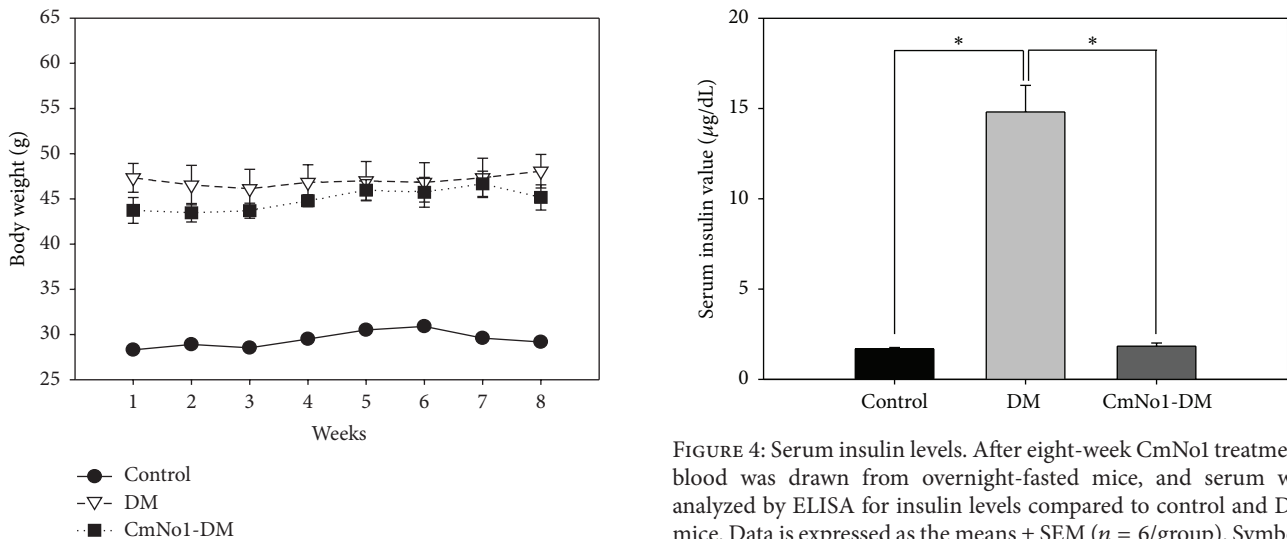 65
60
55
50
45
40
35
30
25
Body weight (g)
1 2 3 4 5 6 7 8
Weeks
Control
DM
CmNo1-DM
20
15
10
5
0
Serum insulin value (μg/dL)
* *
Control DM CmNo1-DM
FIGURE 4: Serum insulin levels. After eight-week CmNo1 treatme
blood was drawn from overnight-fasted mice, and serum w
analyzed by ELISA for insulin levels compared to control and D
mice. Data is expressed as the means ± SEM (n = 6/group). Symb